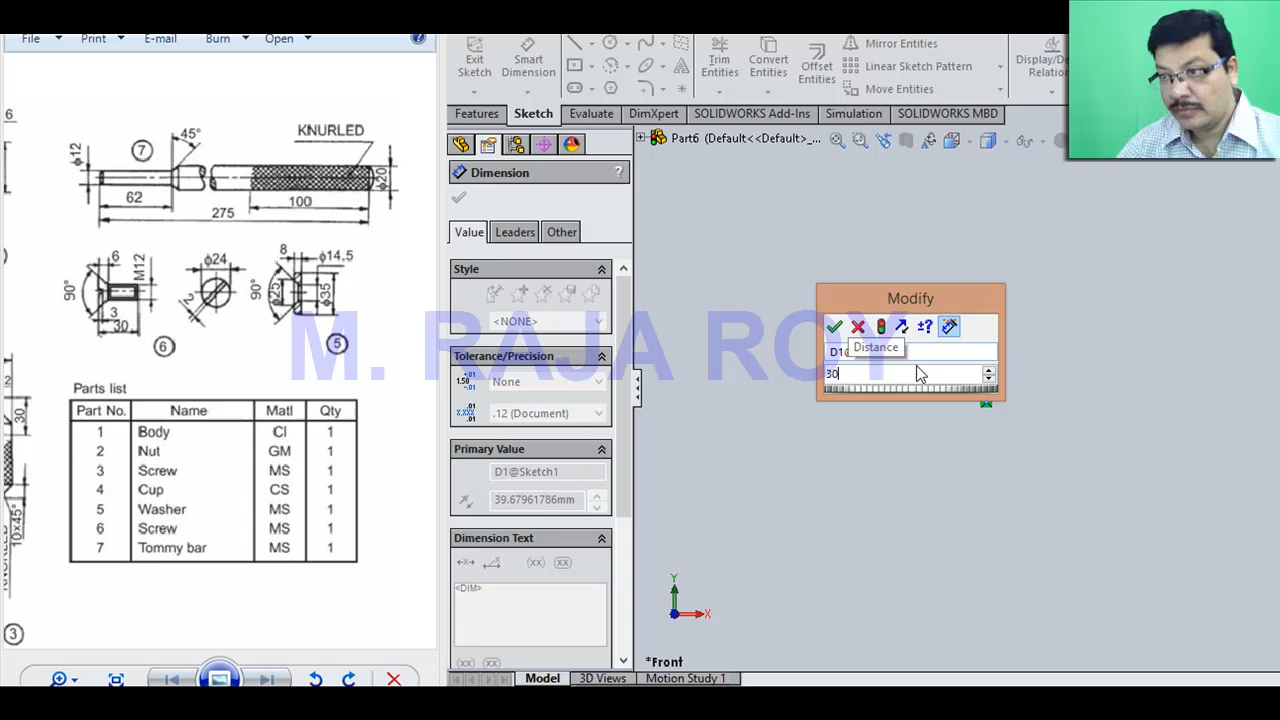 File Print E-mail Burn Open
6
ϕ12
7
45°
KNURLED
ϕ20
62
100
275
90°
6
M12
3
30
6
ϕ24
2
8
ϕ14.5
90°
ϕ25
ϕ35
5
30
10×45°
3
Parts list
Part No. Name Matl Qty
1 Body CI 1
2 Nut GM 1
3 Screw MS 1
4 Cup CS 1
5 Washer MS 1
6 Screw MS 1
7 Tommy bar MS 1
Exit Sketch
Smart Dimension
Trim Entities
Convert Entities
Offset Entities
Mirror Entities
Linear Sketch Pattern
Move Entities
Features Sketch Evaluate DimXpert SOLIDWORKS Add-Ins Simulation SOLIDWORKS MBD
Part6 (Default<<Default>_...
Dimension ?
Value Leaders Other
Style
<NONE>
Tolerance/Precision
None
.12 (Document)
Primary Value
D1@Sketch1
39.67961786mm
Dimension Text
<DIM>
Modify
Distance
30
M. RAJA ROY
Y
X
*Front
Model 3D Views Motion Study 1